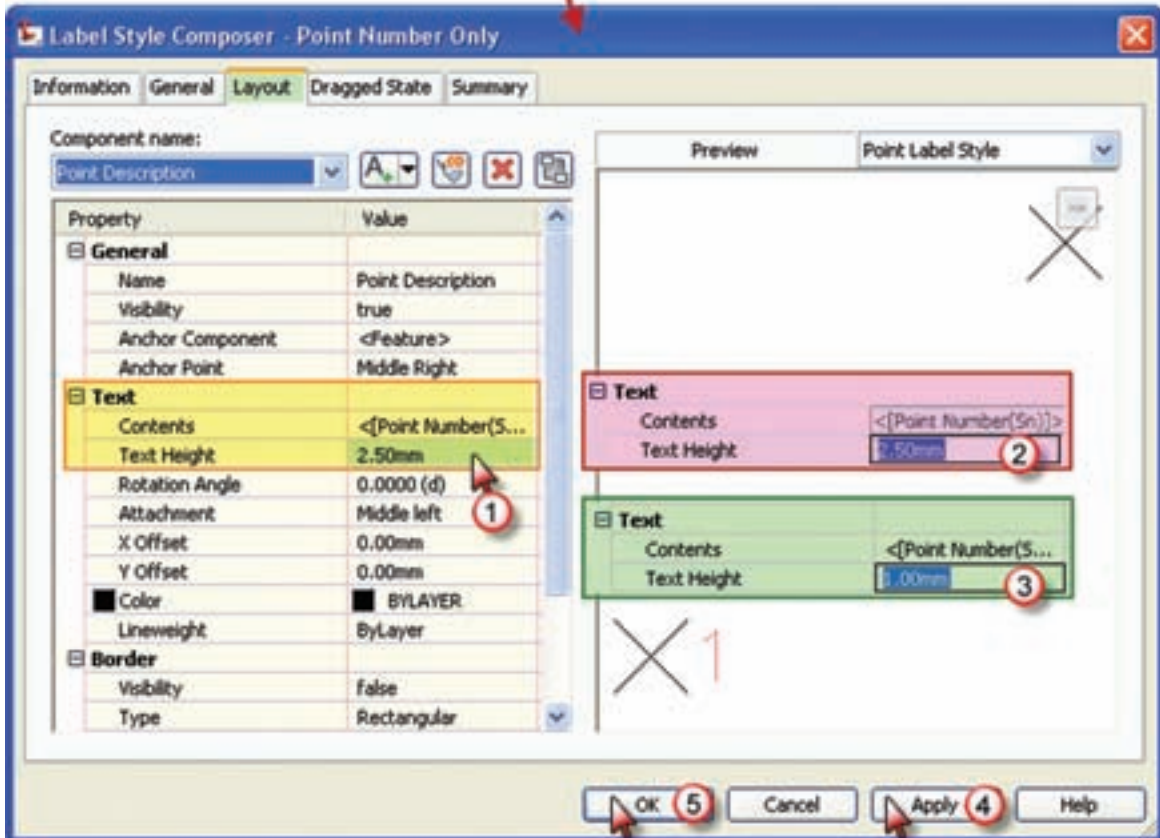 Label Style Composer - Point Number Only
Information General Layout Dragged State Summary
Component name:
Point Description
Preview Point Label Style
Property Value
General
Name Point Description
Visibility true
Anchor Component <Feature>
Anchor Point Middle Right
Text
Contents <[Point Number(S...
Text Height 2.50mm
1
Rotation Angle 0.0000 (d)
Attachment Middle left
X Offset 0.00mm
Y Offset 0.00mm
Color BYLAYER
Lineweight ByLayer
Border
Visibility false
Type Rectangular
Text
Contents <[Point Number(Sn)]>
Text Height 2.50mm
2
Text
Contents <[Point Number(S...
Text Height 1.00mm
3
1
OK 5 Cancel Apply 4 Help